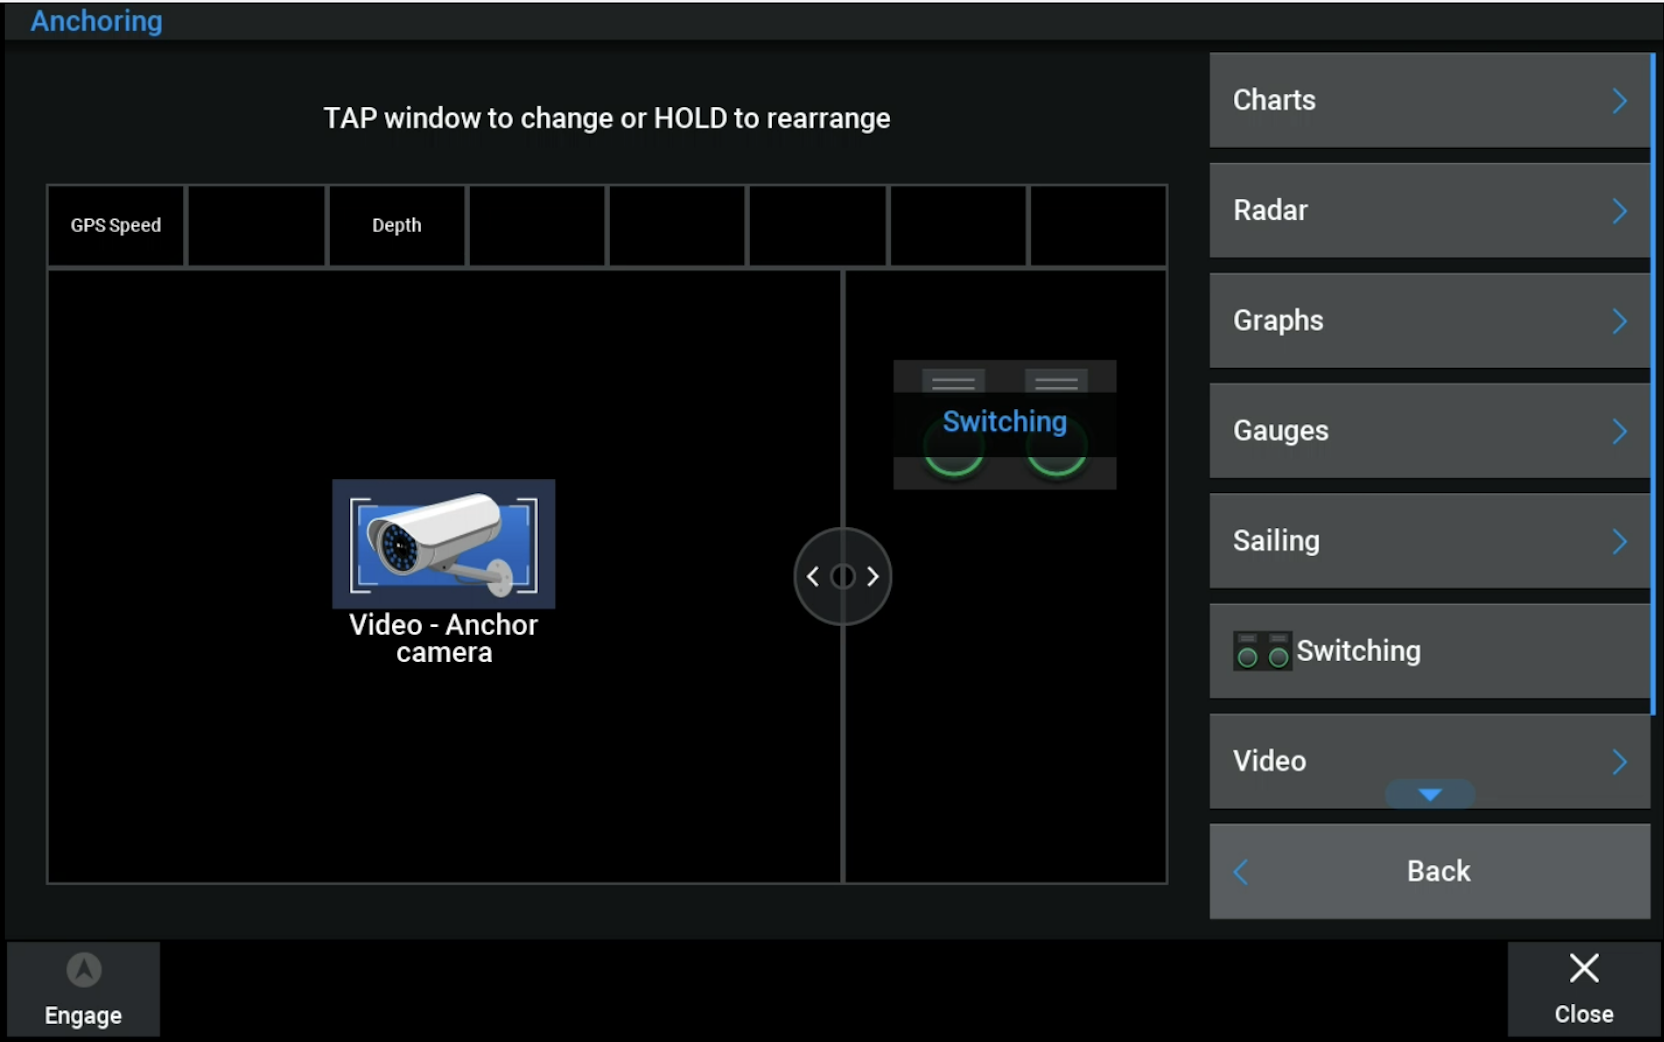 Anchoring
TAP window to change or HOLD to rearrange
GPS Speed
Depth
Video - Anchor
camera
Switching
Charts
Radar
Graphs
Gauges
Sailing
Switching
Video
Back
Engage
Close